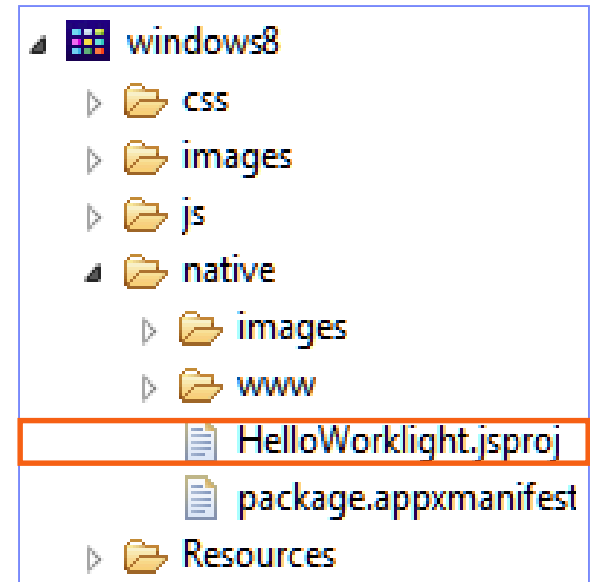 windows8
css
images
js
native
images
www
HelloWorklight.jsproj
package.appxmanifest
Resources